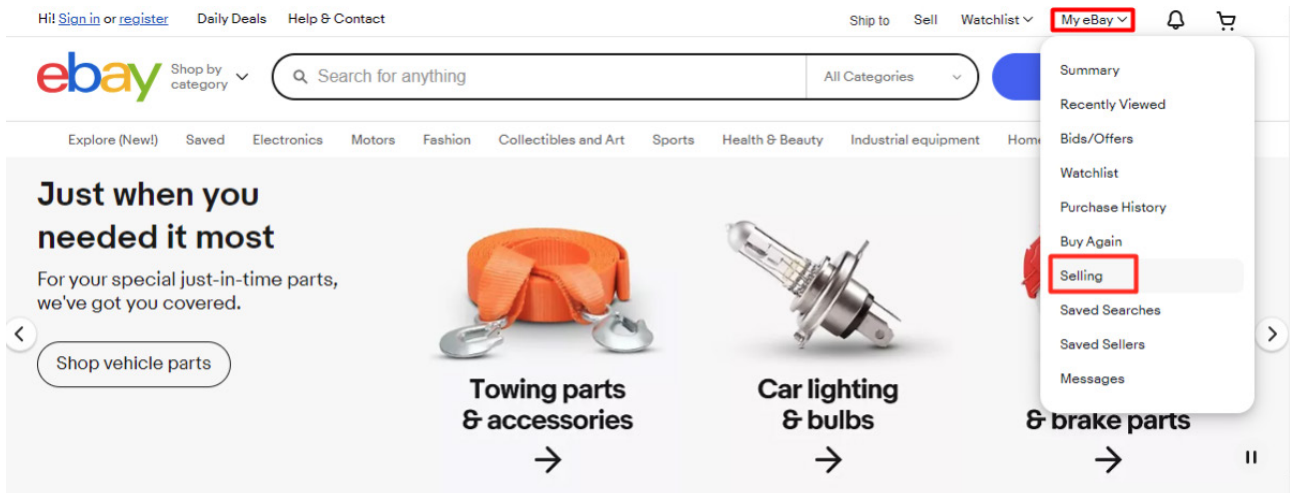 Hi! Sign in or register Daily Deals Help & Contact Ship to Sell Watchlist My eBay
ebay Shop by category Search for anything All Categories
Explore (New!) Saved Electronics Motors Fashion Collectibles and Art Sports Health & Beauty Industrial equipment Home
Summary
Recently Viewed
Bids/Offers
Watchlist
Purchase History
Buy Again
Selling
Saved Searches
Saved Sellers
Messages
Just when you
needed it most
For your special just-in-time parts,
we've got you covered.
Shop vehicle parts
Towing parts
& accessories
Car lighting
& bulbs
& brake parts